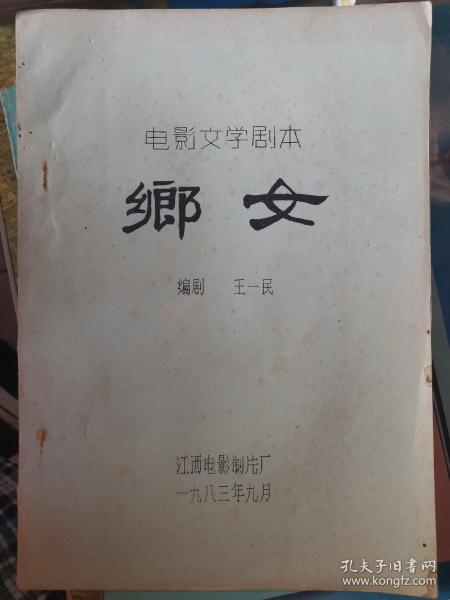 电影文学剧本
鄉女
编剧 王一民
江西电影制片厂
一九八三年九月
孔夫子旧书网
www.kongfz.com